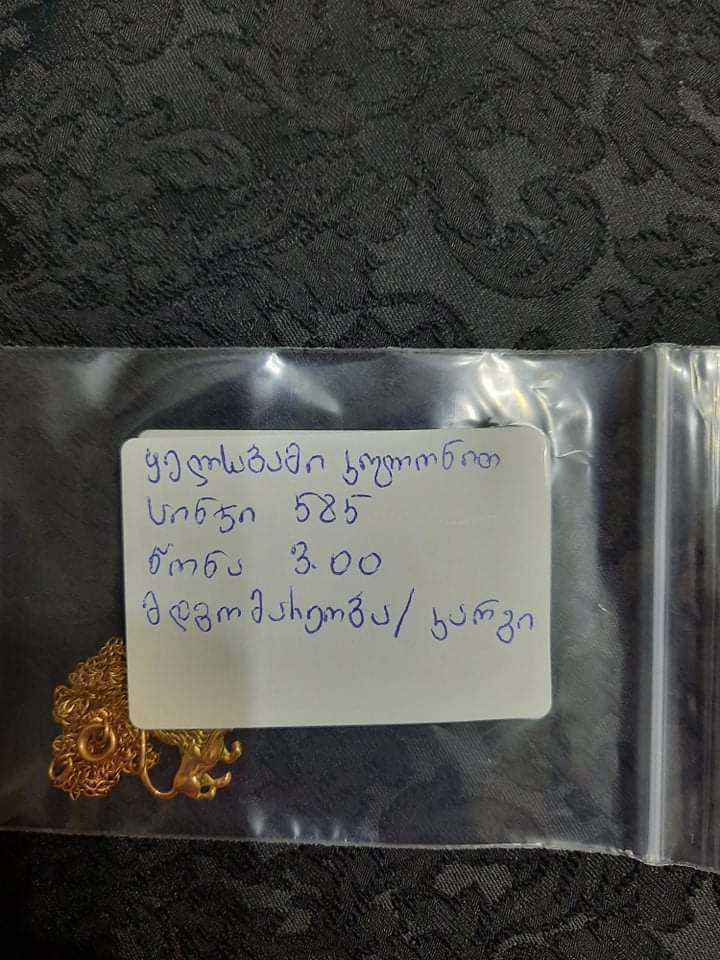 ყელსაბამი კულონით
სინჯი 585
წონა 3.00
მდგომარეობა/ კარგი